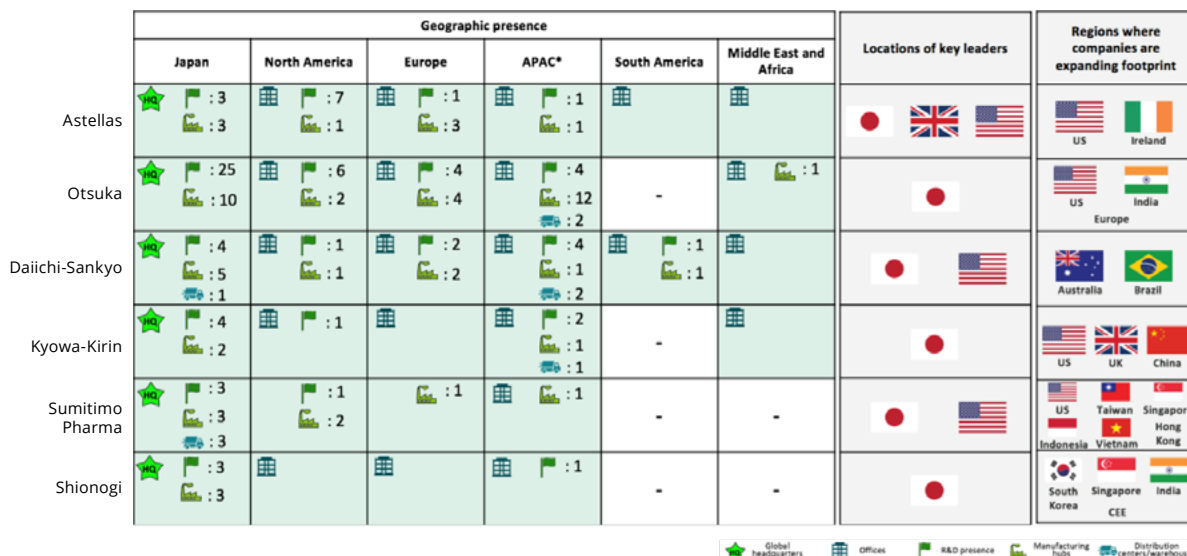 Geographic presence
Japan North America Europe APAC* South America Middle East and Africa
Locations of key leaders
Regions where companies are expanding footprint
Astellas
HQ : 3 : 7 : 1 : 1
: 3 : 1 : 3 : 1
US Ireland
Otsuka
HQ : 25 : 6 : 4 : 4 - : 1
: 10 : 2 : 4 : 12
: 2
US India
Europe
Daiichi-Sankyo
HQ : 4 : 1 : 2 : 4 : 1
: 5 : 1 : 2 : 1 : 1
: 1 : 2
Australia Brazil
Kyowa-Kirin
HQ : 4 : 1 : 2 -
: 2 : 1
: 1
US UK China
Sumitimo
Pharma
HQ : 3 : 1 : 1 : 1 - -
: 3 : 2
: 3
US Taiwan Singapor
Indonesia Vietnam Hong Kong
Shionogi
HQ : 3 : 1 - -
: 3
South Korea Singapore India
CEE
HQ Global headquarters Offices R&D presence Manufacturing hubs Distribution centers/warehous